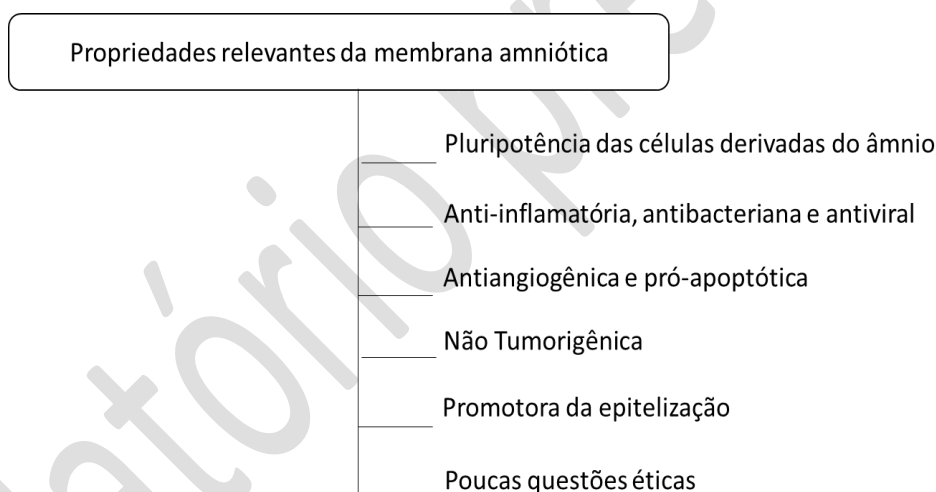 Propriedades relevantes da membrana amniótica
Pluripotência das células derivadas do âmnio
Anti-inflamatória, antibacteriana e antiviral
Antiangiogênica e pró-apoptótica
Não Tumorigênica
Promotora da epitelização
Poucas questões éticas